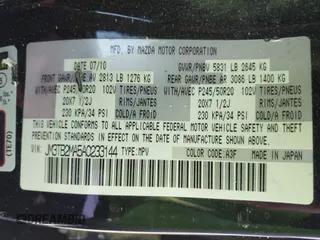 MFD. BY MAZDA MOTOR CORPORATION
DATE 07/10 GVWR/PNBV 5831 LB 2645 KG
FRONT GAWR/PNBE AV 2813 LB 1276 KG REAR GAWR/PNBE AR 3086 LB 1400 KG
WITH/AVEC P245/50R20 102V TIRES/PNEUS WITH/AVEC P245/50R20 102V TIRES/PNEUS
20X7 1/2J RIMS/JANTES 20X7 1/2J RIMS/JANTES
230 KPA/34 PSI COLD/A FROID 230 KPA/34 PSI COLD/A FROID
THIS VEHICLE CONFORMS TO ALL APPLICABLE FEDERAL MOTOR VEHICLE
SAFETY, BUMPER, AND THEFT
PREVENTION STANDARDS IN EFFECT ON THE DATE OF MANUFACTURE SHOWN
ABOVE.
VIN: JM3TB2MA5A0233144 TYPE: MPV
COLOR A3F MADE IN JAPAN
(TE70)
DREAMBID